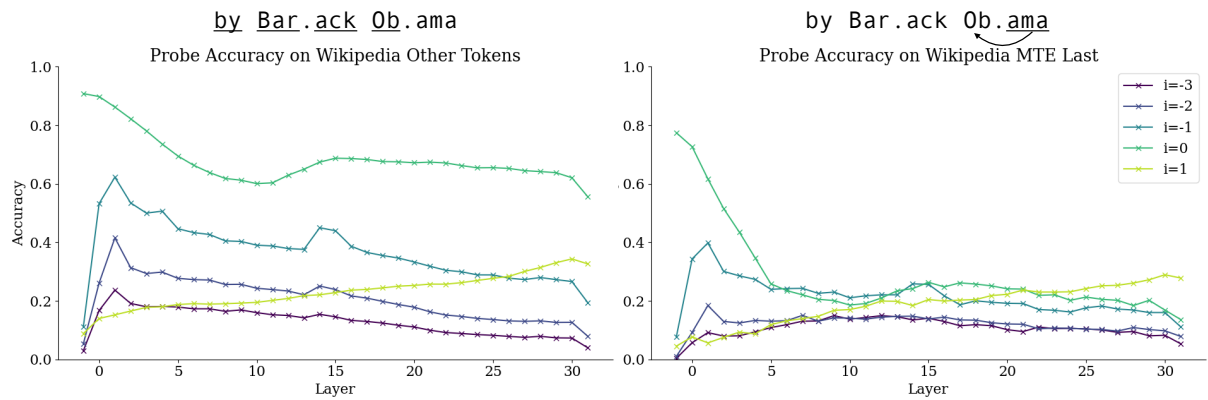 by Bar.ack Ob.ama
Probe Accuracy on Wikipedia Other Tokens
1.0
0.8
0.6
0.4
0.2
0.0
Accuracy
0
5
10
15
20
25
30
Layer
by Bar.ack Ob.ama
Probe Accuracy on Wikipedia MTE Last
1.0
0.8
0.6
0.4
0.2
0.0
0
5
10
15
20
25
30
Layer
i=-3
i=-2
i=-1
i=0
i=1